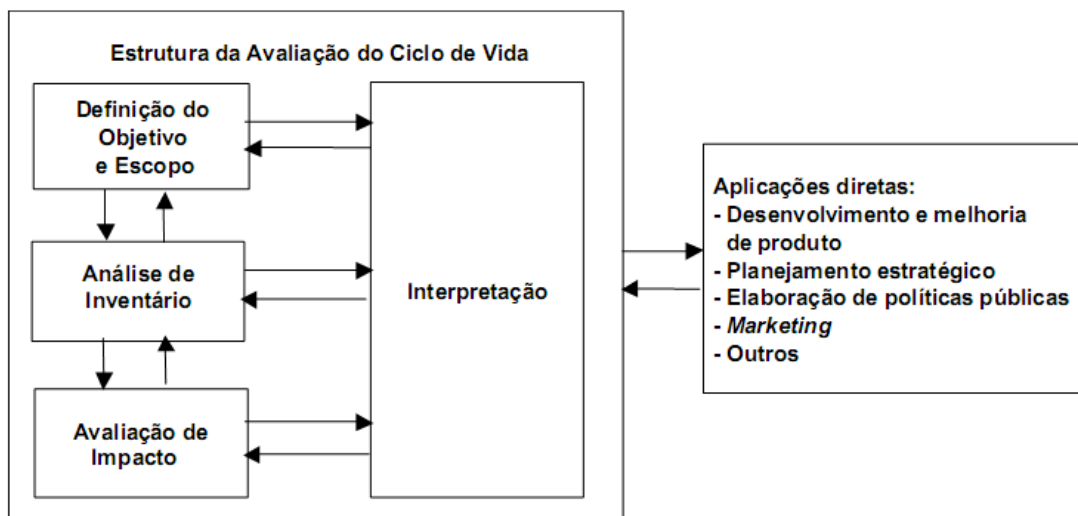 Estrutura da Avaliação do Ciclo de Vida
Definição do
Objetivo
e Escopo
Análise de
Inventário
Avaliação de
Impacto
Interpretação
Aplicações diretas:
- Desenvolvimento e melhoria
de produto
- Planejamento estratégico
- Elaboração de políticas públicas
- Marketing
- Outros